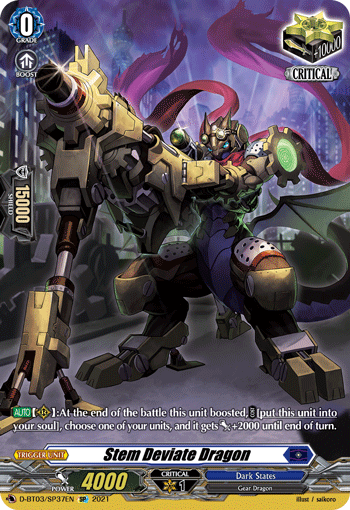 0
GRADE
BOOST
+10000
CRITICAL
15000
SHIELD
AUTO [R]:At the end of the battle this unit boosted, COST [put this unit into
your soul], choose one of your units, and it gets +2000 until end of turn.
TRIGGER UNIT
Stem Deviate Dragon
POWER 4000
CRITICAL
1
Dark States
Gear Dragon
D-BT03/SP37EN SP 2021
illust / saikoro